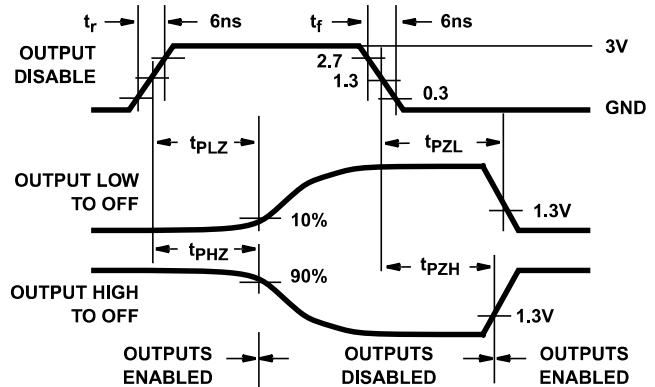 tr 6ns tf 6ns
OUTPUT
DISABLE
3V
2.7
1.3
0.3
GND
tPLZ tPZL
OUTPUT LOW
TO OFF
10%
1.3V
tPHZ tPZH
90%
OUTPUT HIGH
TO OFF
1.3V
OUTPUTS
ENABLED
OUTPUTS
DISABLED
OUTPUTS
ENABLED